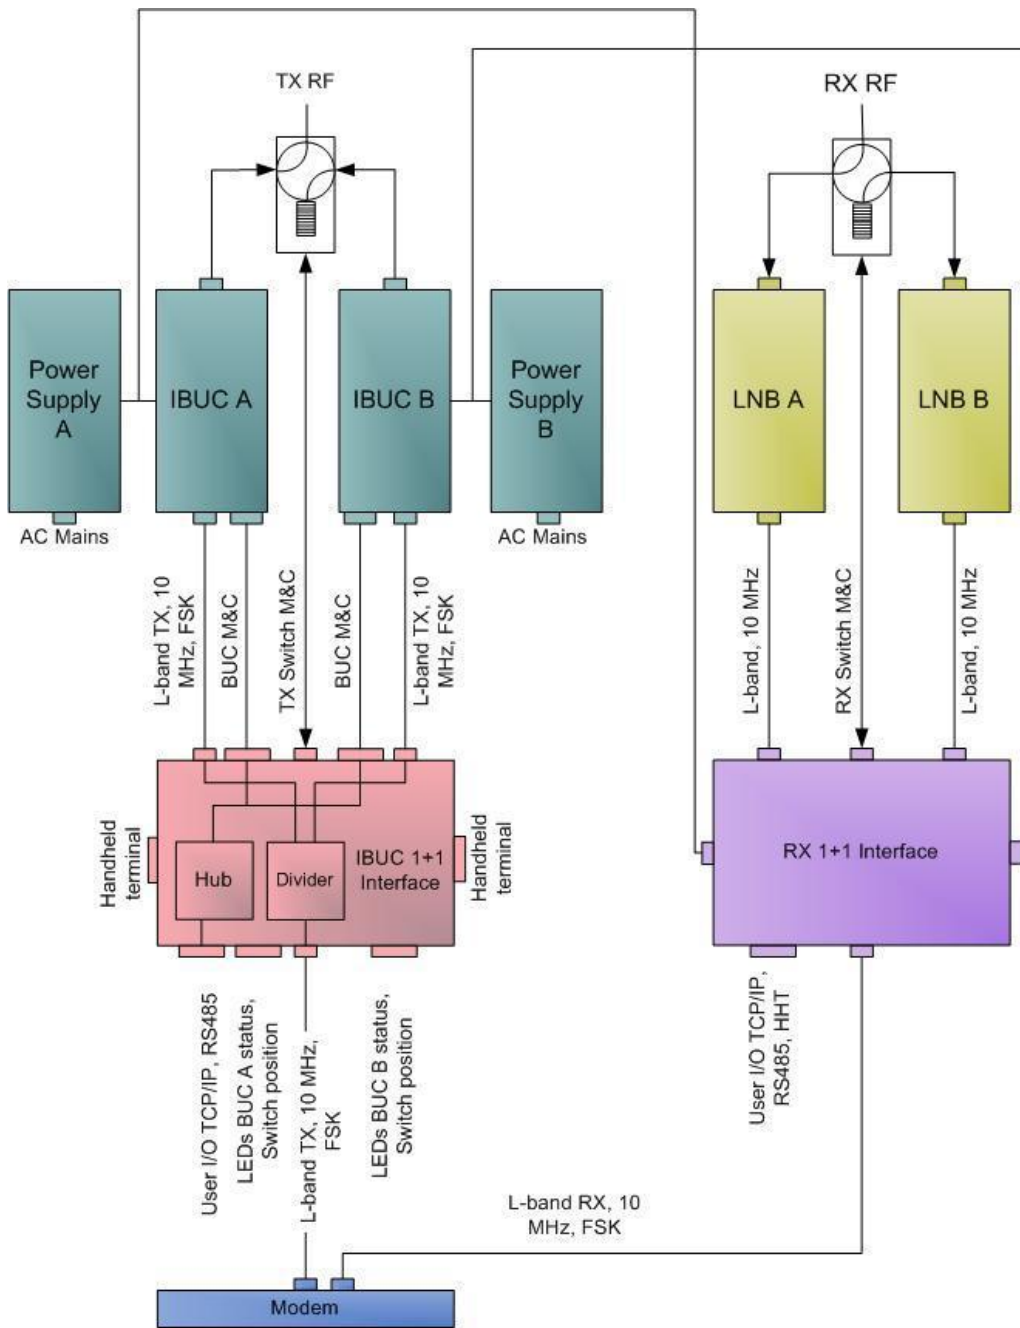 TX RF
RX RF
Power
Supply
A
IBUC A
IBUC B
Power
Supply
B
LNB A
LNB B
AC Mains
AC Mains
L-band TX, 10
MHz, FSK
BUC M&C
TX Switch M&C
BUC M&C
L-band TX, 10
MHz, FSK
L-band, 10 MHz
RX Switch M&C
L-band, 10 MHz
Handheld
terminal
Hub
Divider
IBUC 1+1
Interface
Handheld
terminal
RX 1+1 Interface
User I/O TCP/IP, RS485
LEDs BUC A status,
Switch position
L-band TX, 10 MHz,
FSK
LEDs BUC B status,
Switch position
User I/O TCP/IP,
RS485, HHT
L-band RX, 10
MHz, FSK
Modem